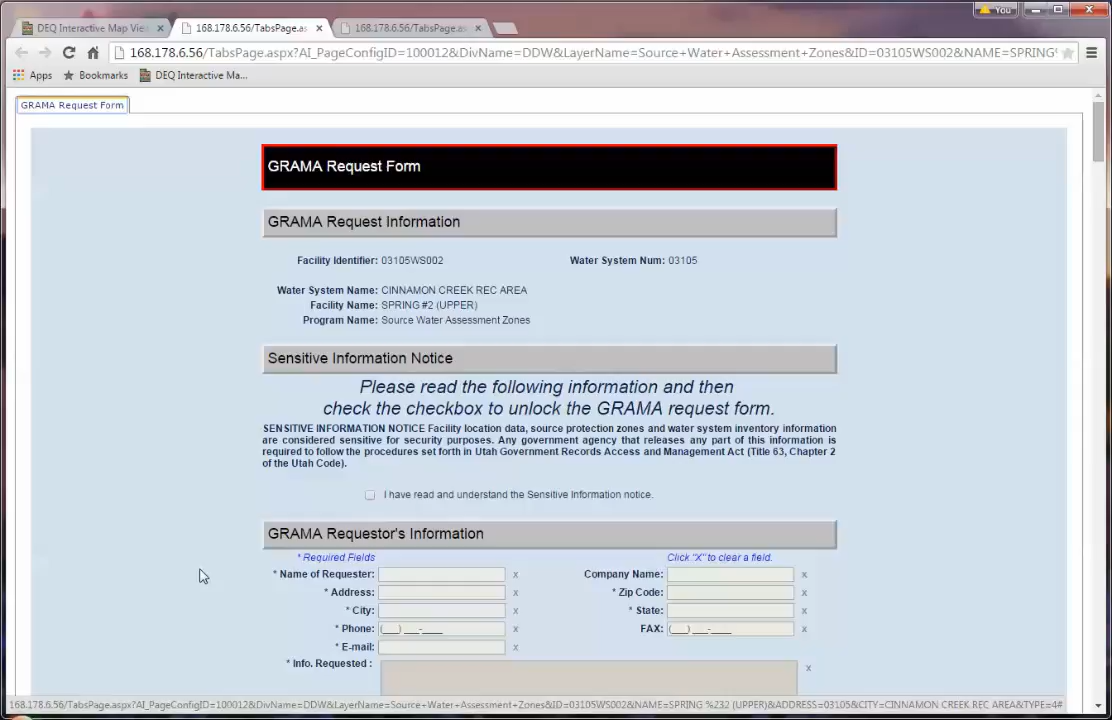 You
DEQ Interactive Map Vie x
168.178.6.56/TabsPage.as x
168.178.6.56/TabsPage.as x
168.178.6.56/TabsPage.aspx?AI_PageConfigID=100012&DivName=DDW&LayerName=Source+Water+Assessment+Zones&ID=03105WS002&NAME=SPRING
Apps Bookmarks DEQ Interactive Ma...
GRAMA Request Form
GRAMA Request Form
GRAMA Request Information
Facility Identifier: 03105WS002 Water System Num: 03105
Water System Name: CINNAMON CREEK REC AREA
Facility Name: SPRING #2 (UPPER)
Program Name: Source Water Assessment Zones
Sensitive Information Notice
Please read the following information and then
check the checkbox to unlock the GRAMA request form.
SENSITIVE INFORMATION NOTICE Facility location data, source protection zones and water system inventory information
are considered sensitive for security purposes. Any government agency that releases any part of this information is
required to follow the procedures set forth in Utah Government Records Access and Management Act (Title 63, Chapter 2
of the Utah Code).
I have read and understand the Sensitive Information notice.
GRAMA Requestor's Information
* Required Fields Click "X" to clear a field.
* Name of Requester: x Company Name: x
* Address: x * Zip Code: x
* City: x * State: x
* Phone: (___) ___-____ x FAX: (___) ___-____ x
* E-mail: x
* Info. Requested : x
168.178.6.56/TabsPage.aspx?AI_PageConfigID=100012&DivName=DDW&LayerName=Source+Water+Assessment+Zones&ID=03105WS002&NAME=SPRING %232 (UPPER)&ADDRESS=03105&CITY=CINNAMON CREEK REC AREA&TYPE=4#